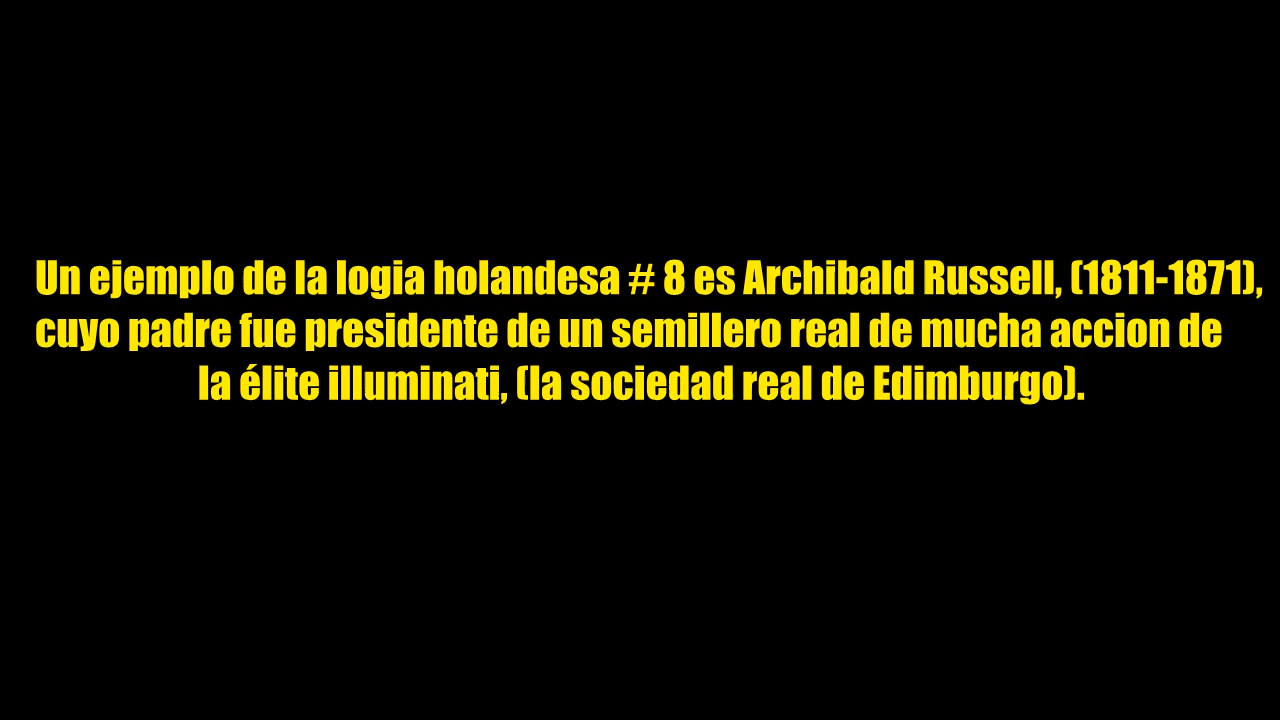 Un ejemplo de la logia holandesa # 8 es Archibald Russell, (1811-1871),
cuyo padre fue presidente de un semillero real de mucha accion de
la élite illuminati, (la sociedad real de Edimburgo).